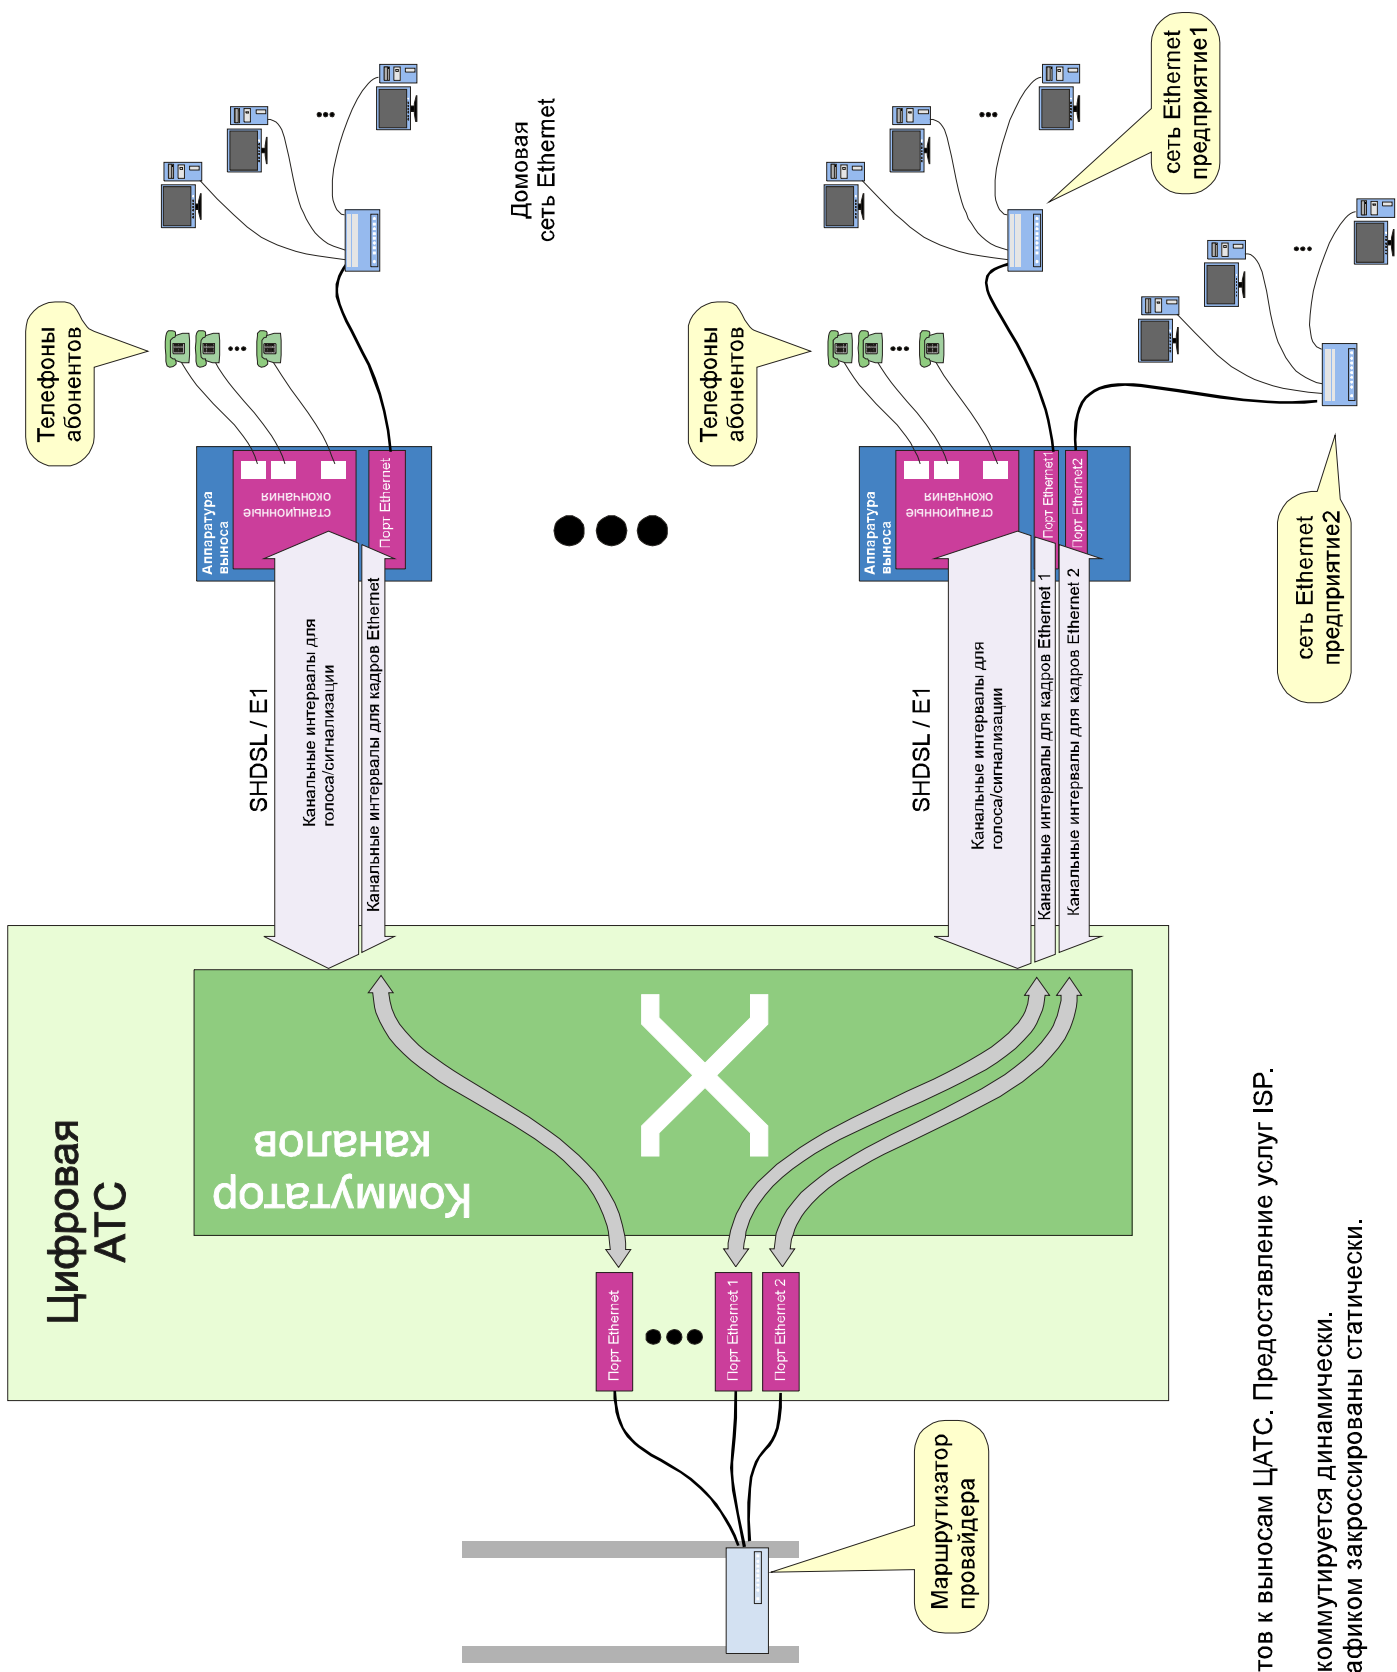 Цифровая
АТС
Коммутатор
каналов
Порт Ethernet
Порт Ethernet 1
Порт Ethernet 2
Маршрутизатор
провайдера
SHDSL / E1
Канальные интервалы для
голоса/сигнализации
Канальные интервалы для кадров Ethernet
Аппаратура
выноса
станционные
окончания
Порт Ethernet
Телефоны
абонентов
Домовая
сеть Ethernet
SHDSL / E1
Канальные интервалы для
голоса/сигнализации
Канальные интервалы для кадров Ethernet 1
Канальные интервалы для кадров Ethernet 2
Аппаратура
выноса
станционные
окончания
Порт Ethernet1
Порт Ethernet2
Телефоны
абонентов
сеть Ethernet
предприятие1
сеть Ethernet
предприятие2
тов к выносам ЦАТС. Предоставление услуг ISP.
коммутируется динамически.
афиком закроссированы статически.